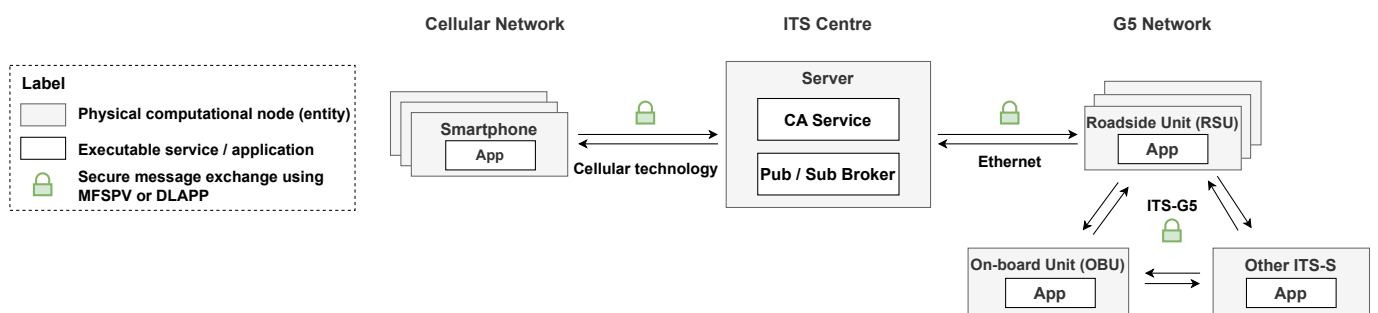 Cellular Network
ITS Centre
G5 Network
Label
Physical computational node (entity)
Executable service / application
Secure message exchange using
MFSPV or DLAPP
Smartphone
App
Cellular technology
Server
CA Service
Pub / Sub Broker
Ethernet
Roadside Unit (RSU)
App
ITS-G5
On-board Unit (OBU)
App
Other ITS-S
App